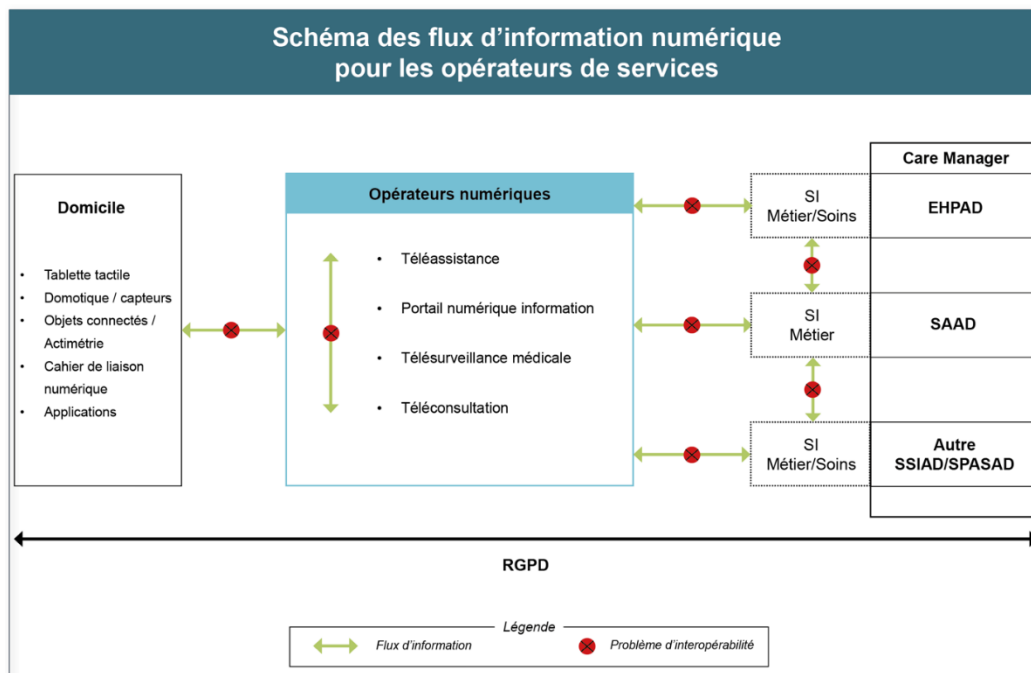 Schéma des flux d'information numérique
pour les opérateurs de services
Domicile
• Tablette tactile
• Domotique / capteurs
• Objets connectés /
Actimétrie
• Cahier de liaison
numérique
• Applications
Opérateurs numériques
• Téléassistance
• Portail numérique information
• Télésurveillance médicale
• Téléconsultation
Care Manager
SI
Métier/Soins
EHPAD
SI
Métier
SAAD
SI
Métier/Soins
Autre
SSIAD/SPASAD
RGPD
Légende
Flux d'information
Problème d'interopérabilité